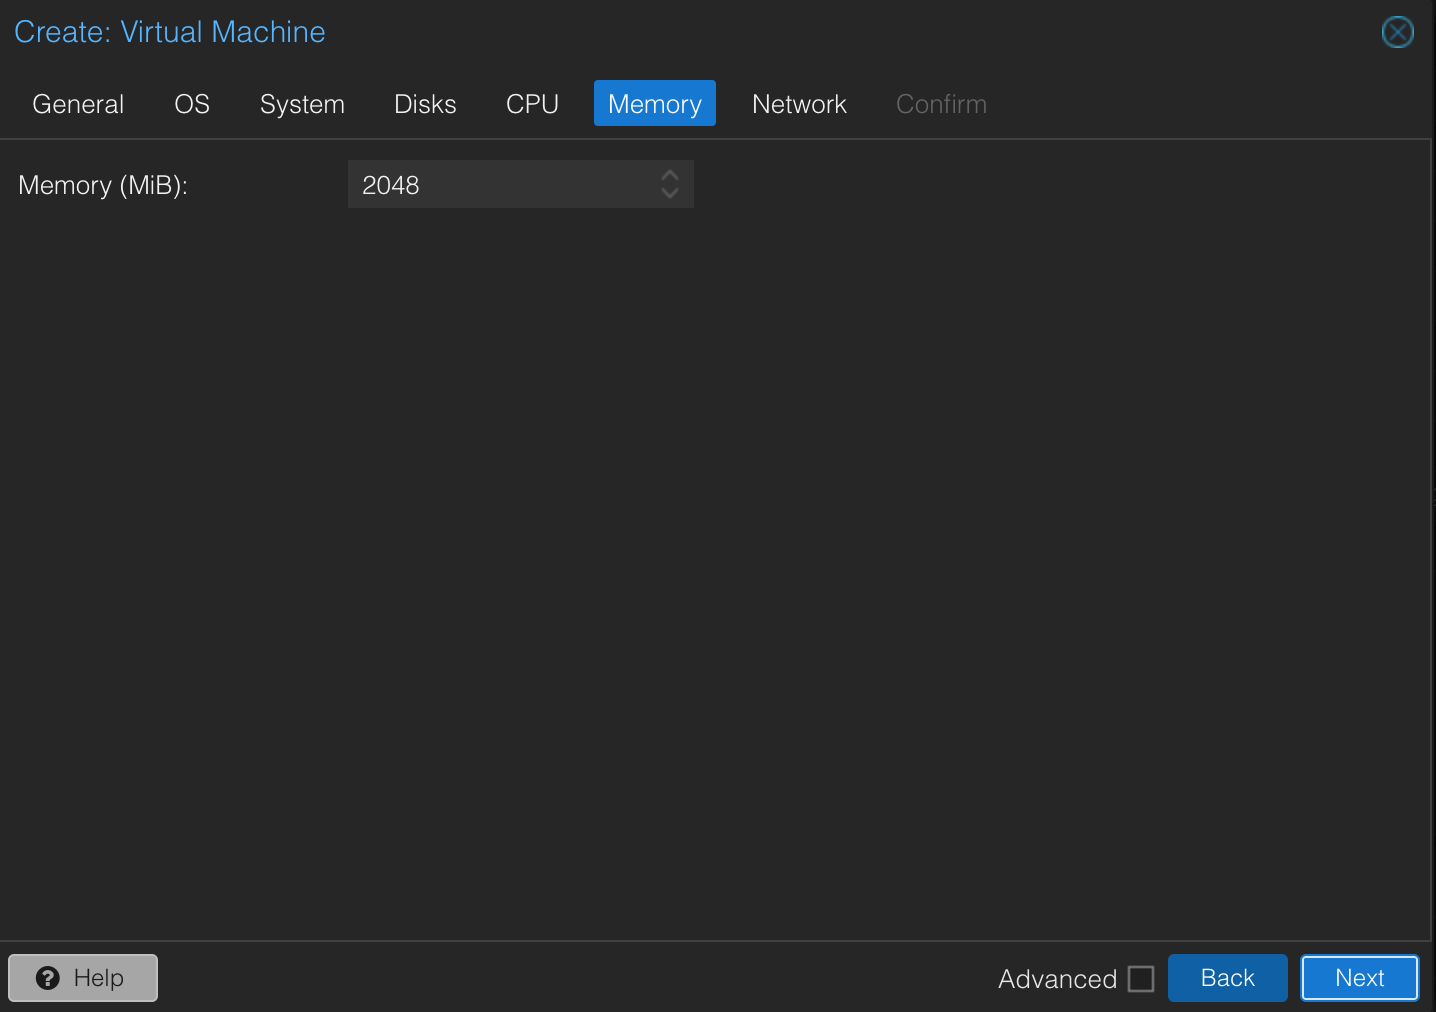 Create: Virtual Machine
General OS System Disks CPU Memory Network Confirm
Memory (MiB): 2048
Help Advanced Back Next